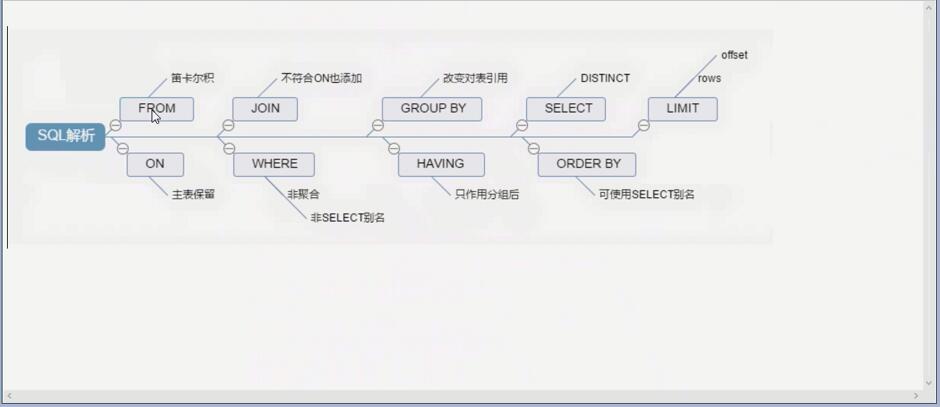 offset
笛卡尔积
不符合ON也添加
改变对表引用
DISTINCT
rows
FROM
JOIN
GROUP BY
SELECT
LIMIT
SQL解析
ON
WHERE
HAVING
ORDER BY
主表保留
非聚合
只作用分组后
可使用SELECT别名
非SELECT别名